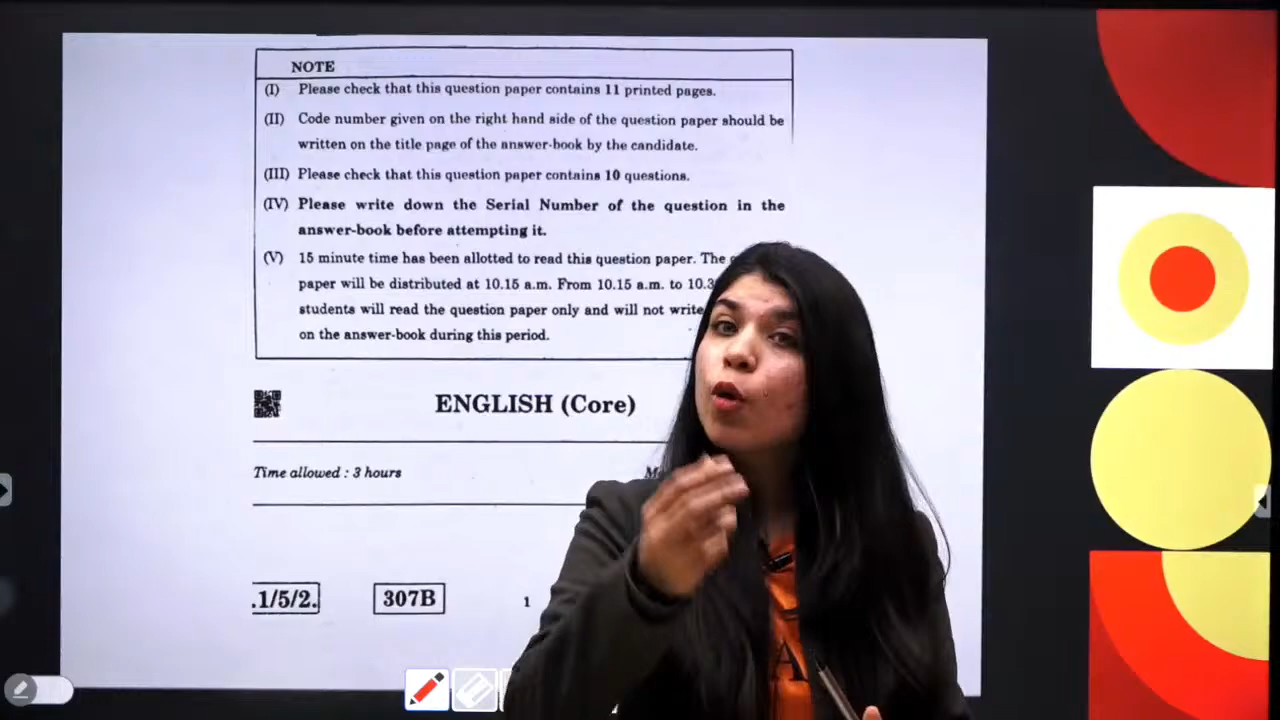 NOTE
(I) Please check that this question paper contains 11 printed pages.
(II) Code number given on the right hand side of the question paper should be
written on the title page of the answer-book by the candidate.
(III) Please check that this question paper contains 10 questions.
(IV) Please write down the Serial Number of the question in the
answer-book before attempting it.
(V) 15 minute time has been allotted to read this question paper. The
paper will be distributed at 10.15 a.m. From 10.15 a.m. to
students will read the question paper only and will not write
on the answer-book during this period.
ENGLISH (Core)
Time allowed : 3 hours
.1/5/2.
307B
1
A